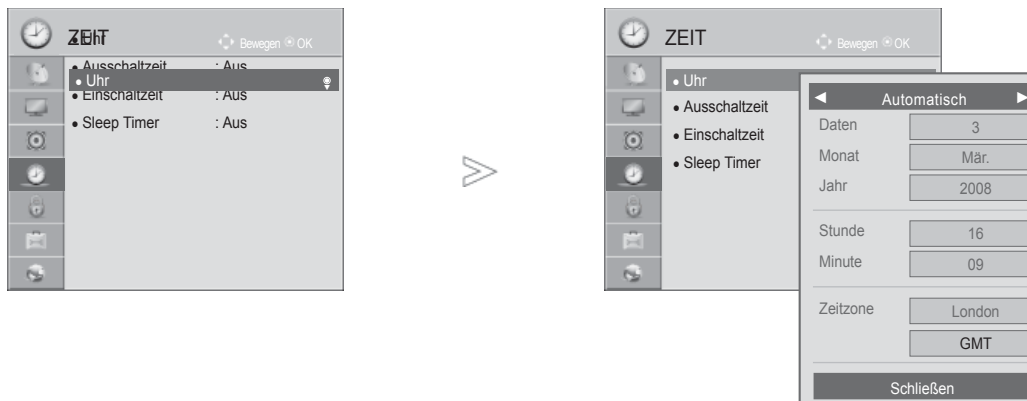 ZEIT
Bewegen OK
• Ausschaltzeit : Aus
• Uhr
• Einschaltzeit : Aus
• Sleep Timer : Aus
>
ZEIT
Bewegen OK
• Uhr
• Ausschaltzeit
• Einschaltzeit
• Sleep Timer
◄ Automatisch ►
Daten 3
Monat Mär.
Jahr 2008
Stunde 16
Minute 09
Zeitzone London
GMT
Schließen